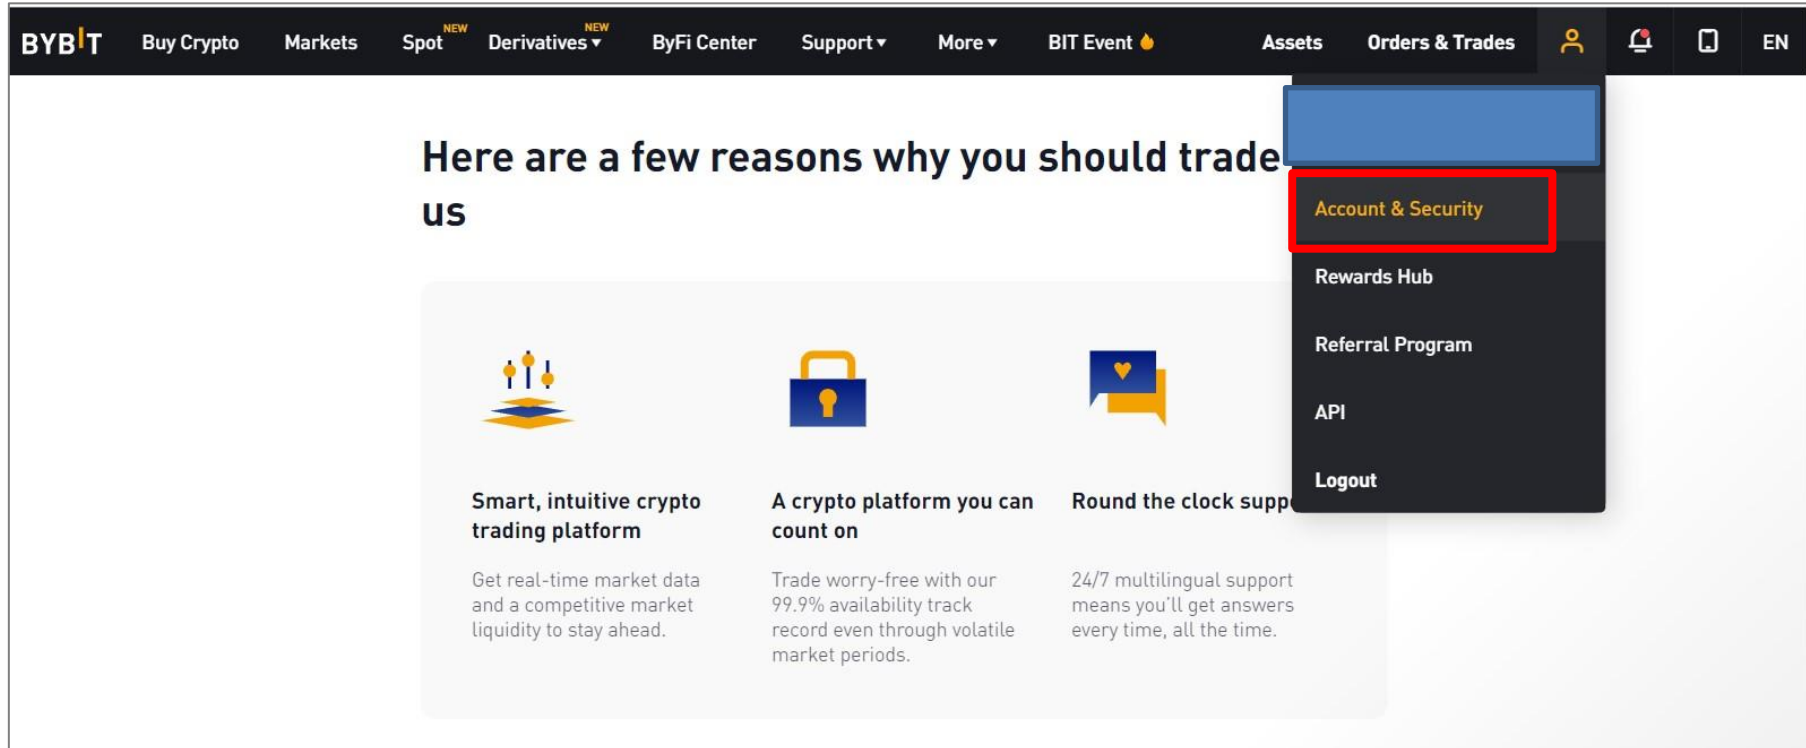 BYBIT Buy Crypto Markets Spot NEW Derivatives NEW ByFi Center Support More BIT Event Assets Orders & Trades EN
Here are a few reasons why you should trade
us
Account & Security
Rewards Hub
Referral Program
API
Logout
Smart, intuitive crypto
trading platform
Get real-time market data
and a competitive market
liquidity to stay ahead.
A crypto platform you can
count on
Trade worry-free with our
99.9% availability track
record even through volatile
market periods.
Round the clock supp
24/7 multilingual support
means you'll get answers
every time, all the time.